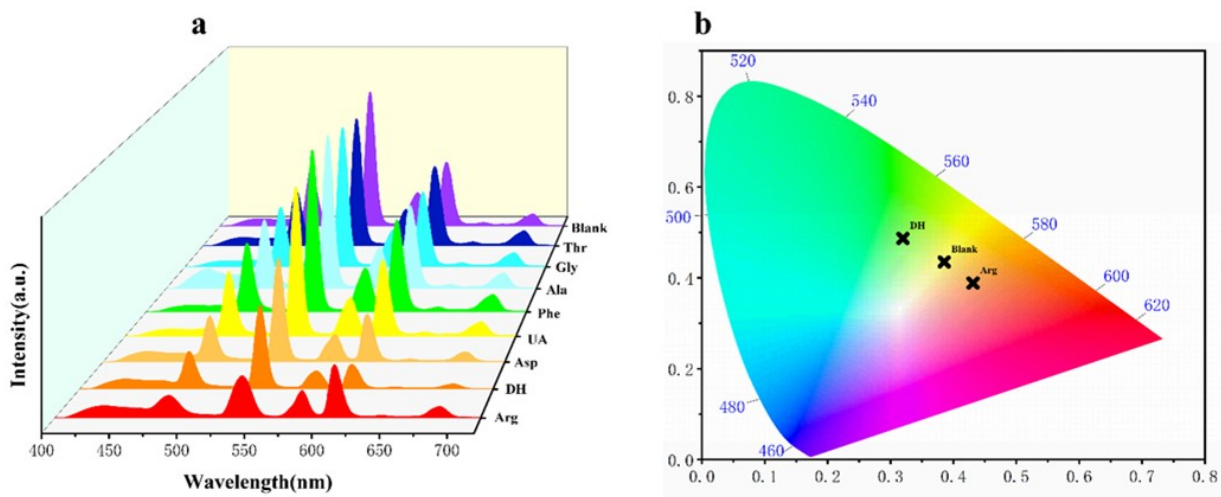 a
Intensity(a.u.)
Blank
Thr
Gly
Ala
Phe
UA
Asp
DH
Arg
400 450 500 550 600 650 700
Wavelength(nm)
b
0.8
0.6
0.4
0.2
0.0
0.0 0.1 0.2 0.3 0.4 0.5 0.6 0.7 0.8
520
540
560
500
580
600
620
480
460
DH
Blank
Arg